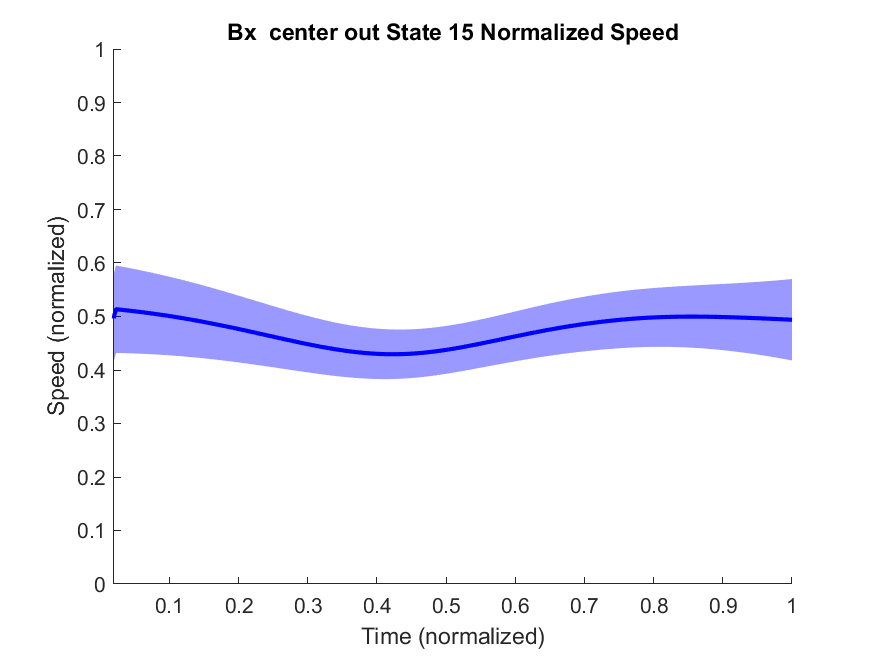 Bx  center out State 15 Normalized Speed
1
0.9
0.8
0.7
0.6
0.5
0.4
0.3
0.2
0.1
0
Speed (normalized)
0.1 0.2 0.3 0.4 0.5 0.6 0.7 0.8 0.9 1
Time (normalized)